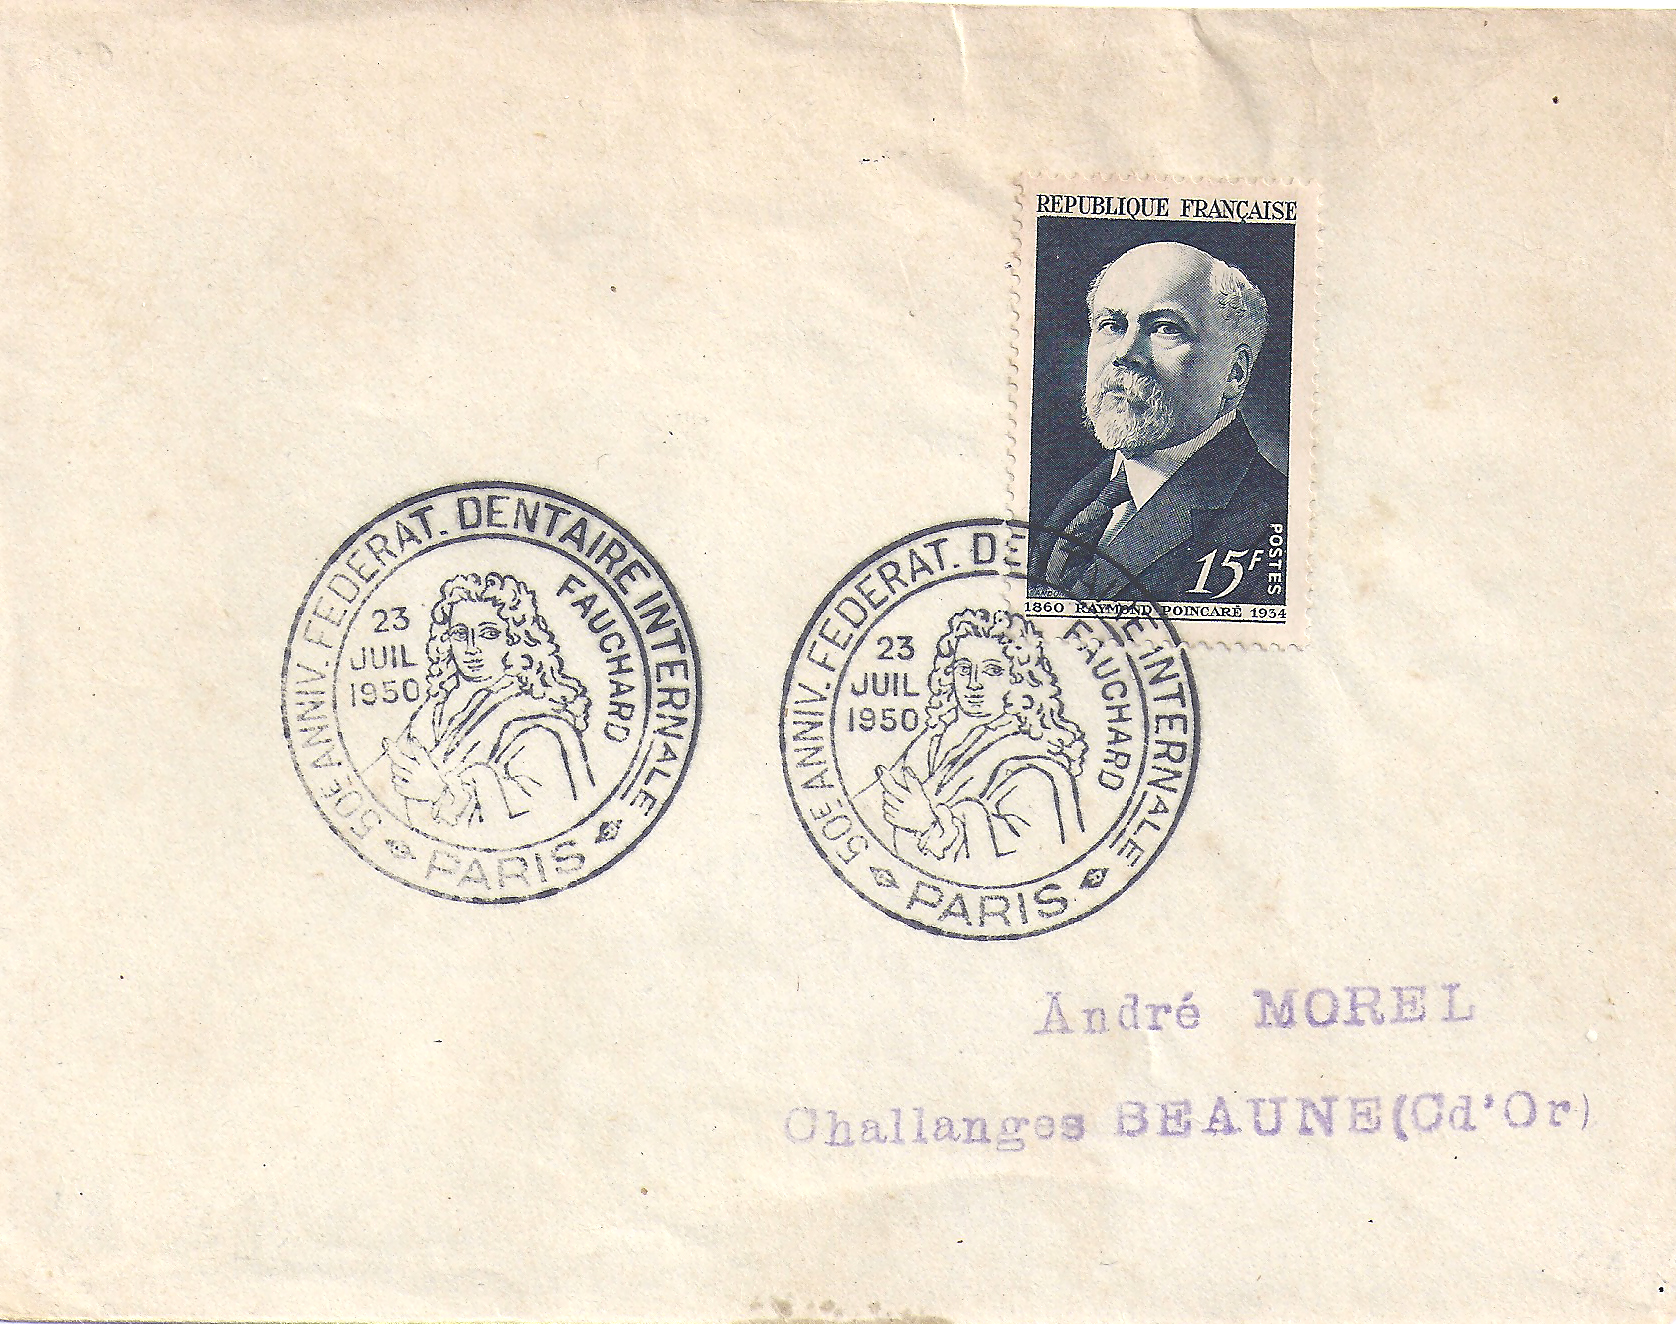 REPUBLIQUE FRANÇAISE
15F
POSTES
1860 RAYMOND POINCARÉ 1934
50E ANNIV. FEDERAT. DENTAIRE INTERNALE
FAUCHARD
23
JUIL
1950
PARIS
50E ANNIV. FEDERAT. DENTAIRE INTERNALE
FAUCHARD
23
JUIL
1950
PARIS
André MOREL
Challanges BEAUNE(Cd'Or)